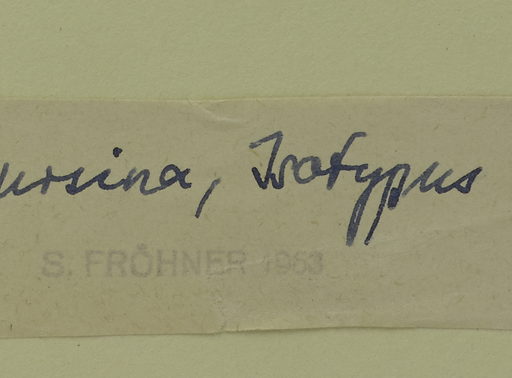 ursina, Isotypus
S. FRÖHNER 1963